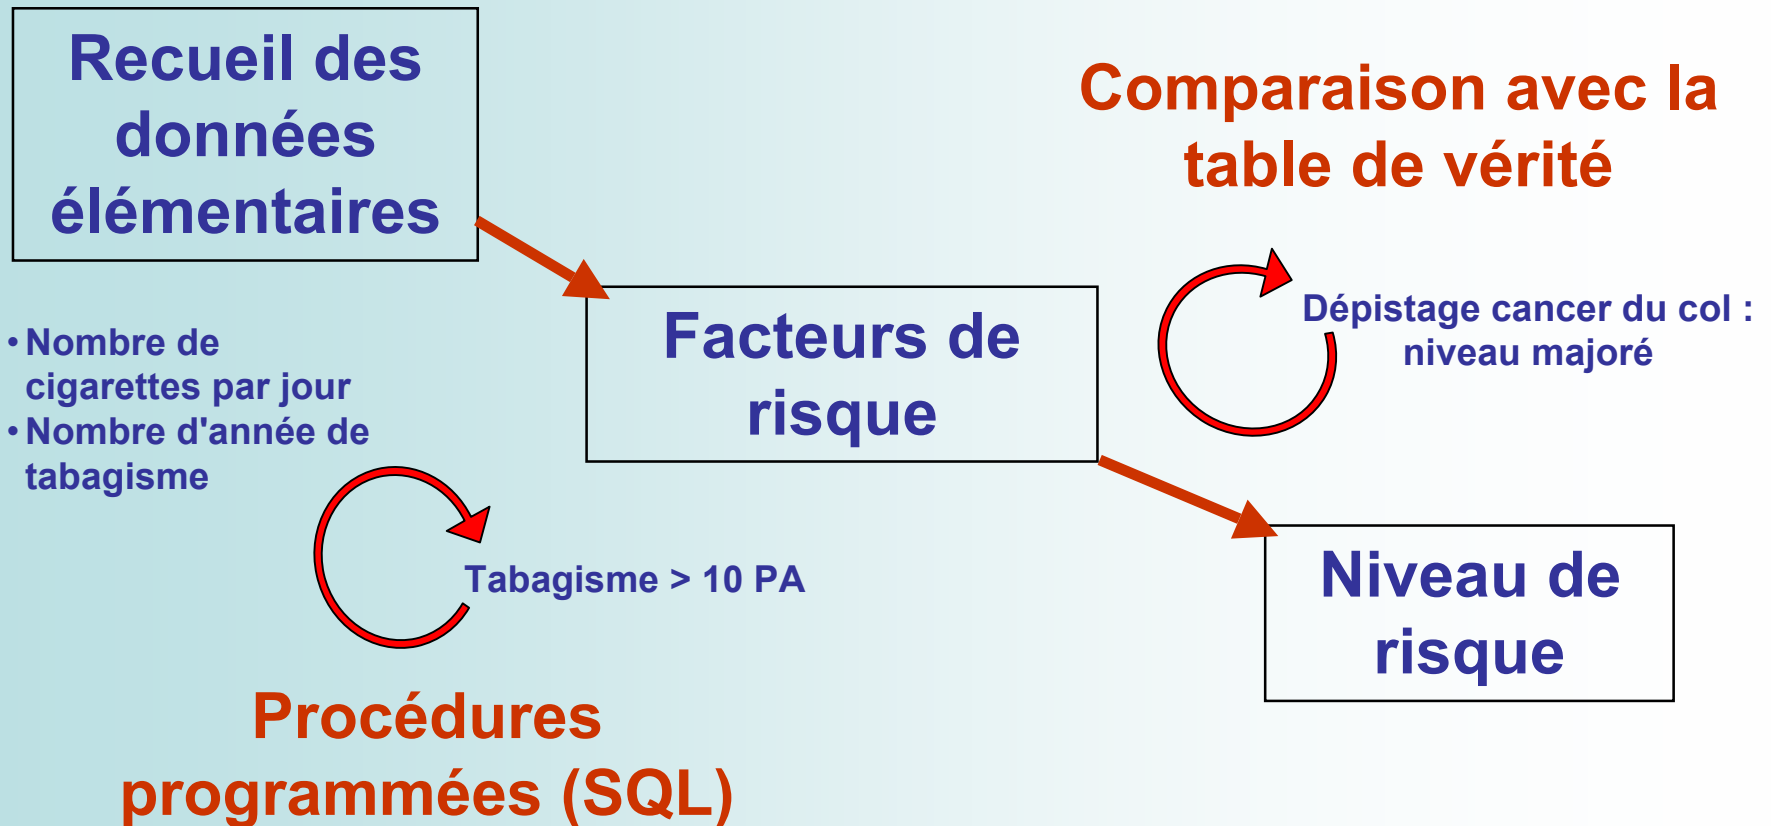 Recueil des
données
élémentaires
Comparaison avec la
table de vérité
• Nombre de
cigarettes par jour
• Nombre d'année de
tabagisme
Facteurs de
risque
Dépistage cancer du col :
niveau majoré
Tabagisme > 10 PA
Niveau de
risque
Procédures
programmées (SQL)